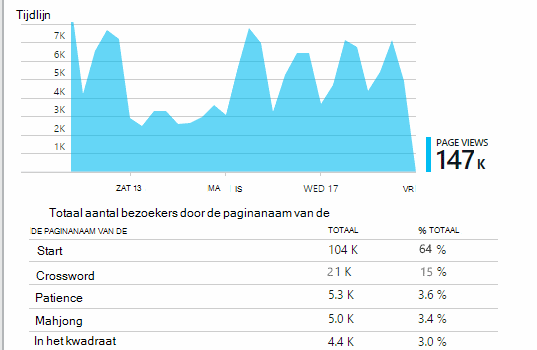 Tijdlijn
7K
6K
5K
4K
3K
2K
1K
PAGE VIEWS
147 K
ZAT 13 MA IS WED 17 VR
Totaal aantal bezoekers door de paginanaam van de
DE PAGINANAAM VAN DE TOTAAL % TOTAAL
Start 104 K 64 %
Crossword 21 K 15 %
Patience 5.3 K 3.6 %
Mahjong 5.0 K 3.4 %
In het kwadraat 4.4 K 3.0 %